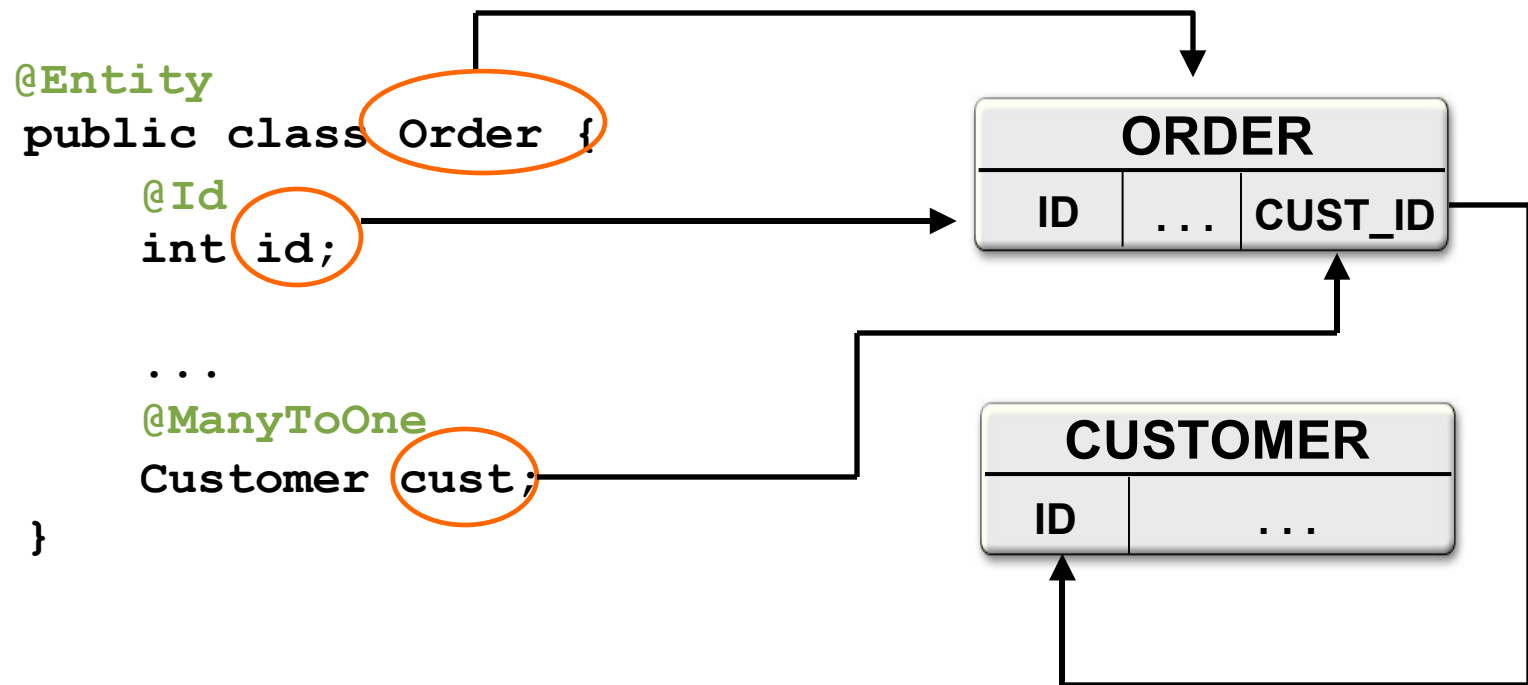 @Entity
public class Order {
@Id
int id;
...
@ManyToOne
Customer cust;
}
ORDER
ID ... CUST_ID
CUSTOMER
ID ...